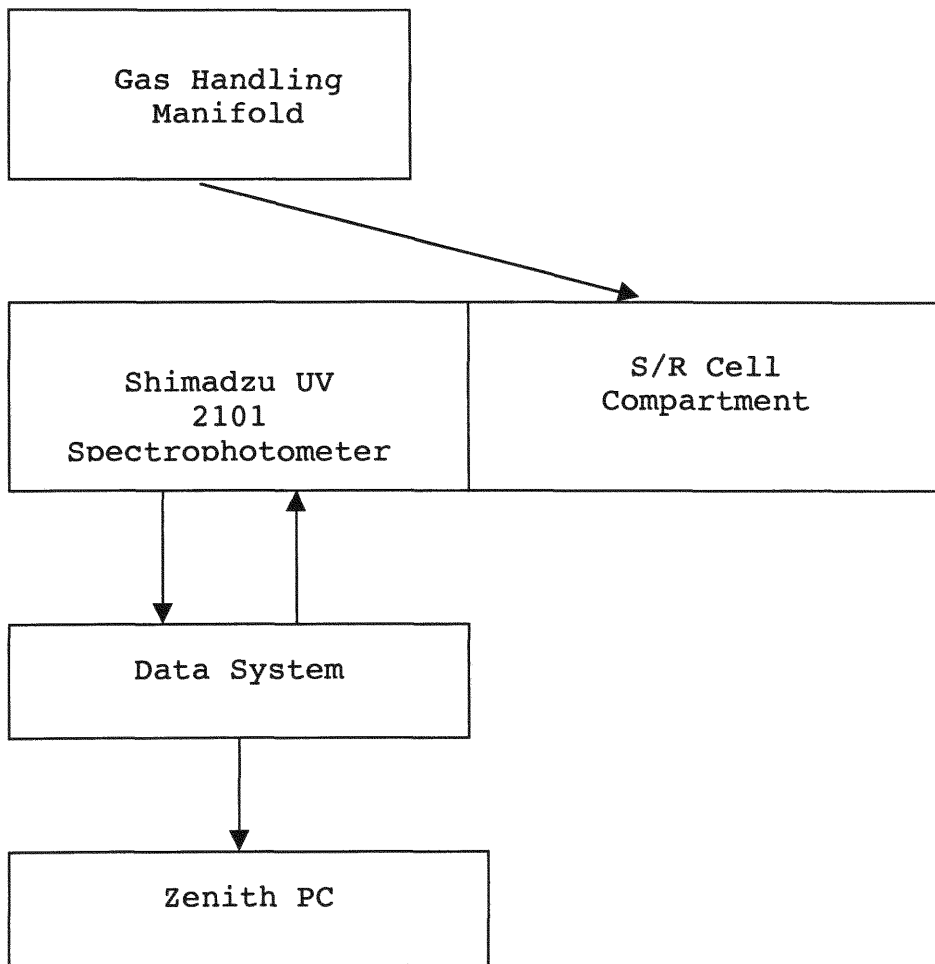 Gas Handling
Manifold
Shimadzu UV
2101
Spectrophotometer
S/R Cell
Compartment
Data System
Zenith PC